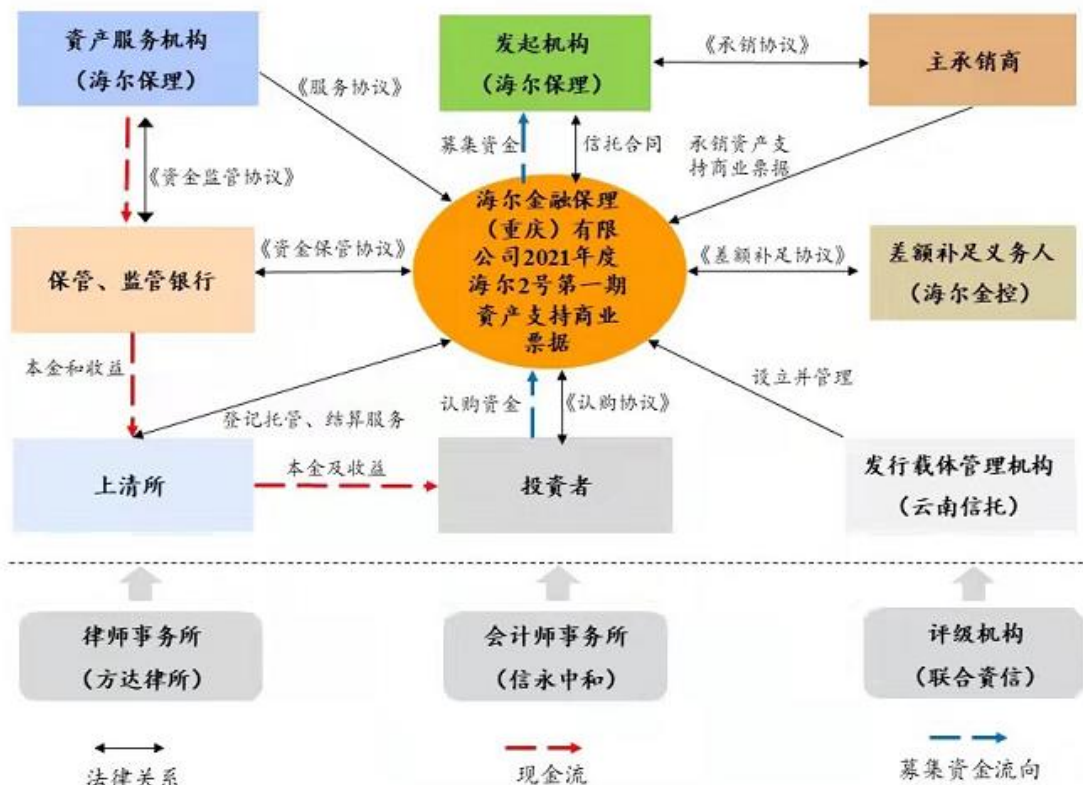 资产服务机构
(海尔保理)
发起机构
(海尔保理)
《承销协议》
主承销商
《服务协议》
募集资金
信托合同
承销资产支
持商业票据
《资金监管协议》
海尔金融保理
(重庆)有限
公司2021年度
海尔2号第一期
资产支持商业
票据
保管、监管银行
《资金保管协议》
《差额补足协议》
差额补足义务人
(海尔金控)
本金和收益
登记托管、结算服务
认购资金
《认购协议》
设立并管理
上清所
本金及收益
投资者
发行载体管理机构
(云南信托)
律师事务所
(方达律所)
会计师事务所
(信永中和)
评级机构
(联合资信)
法律关系
现金流
募集资金流向